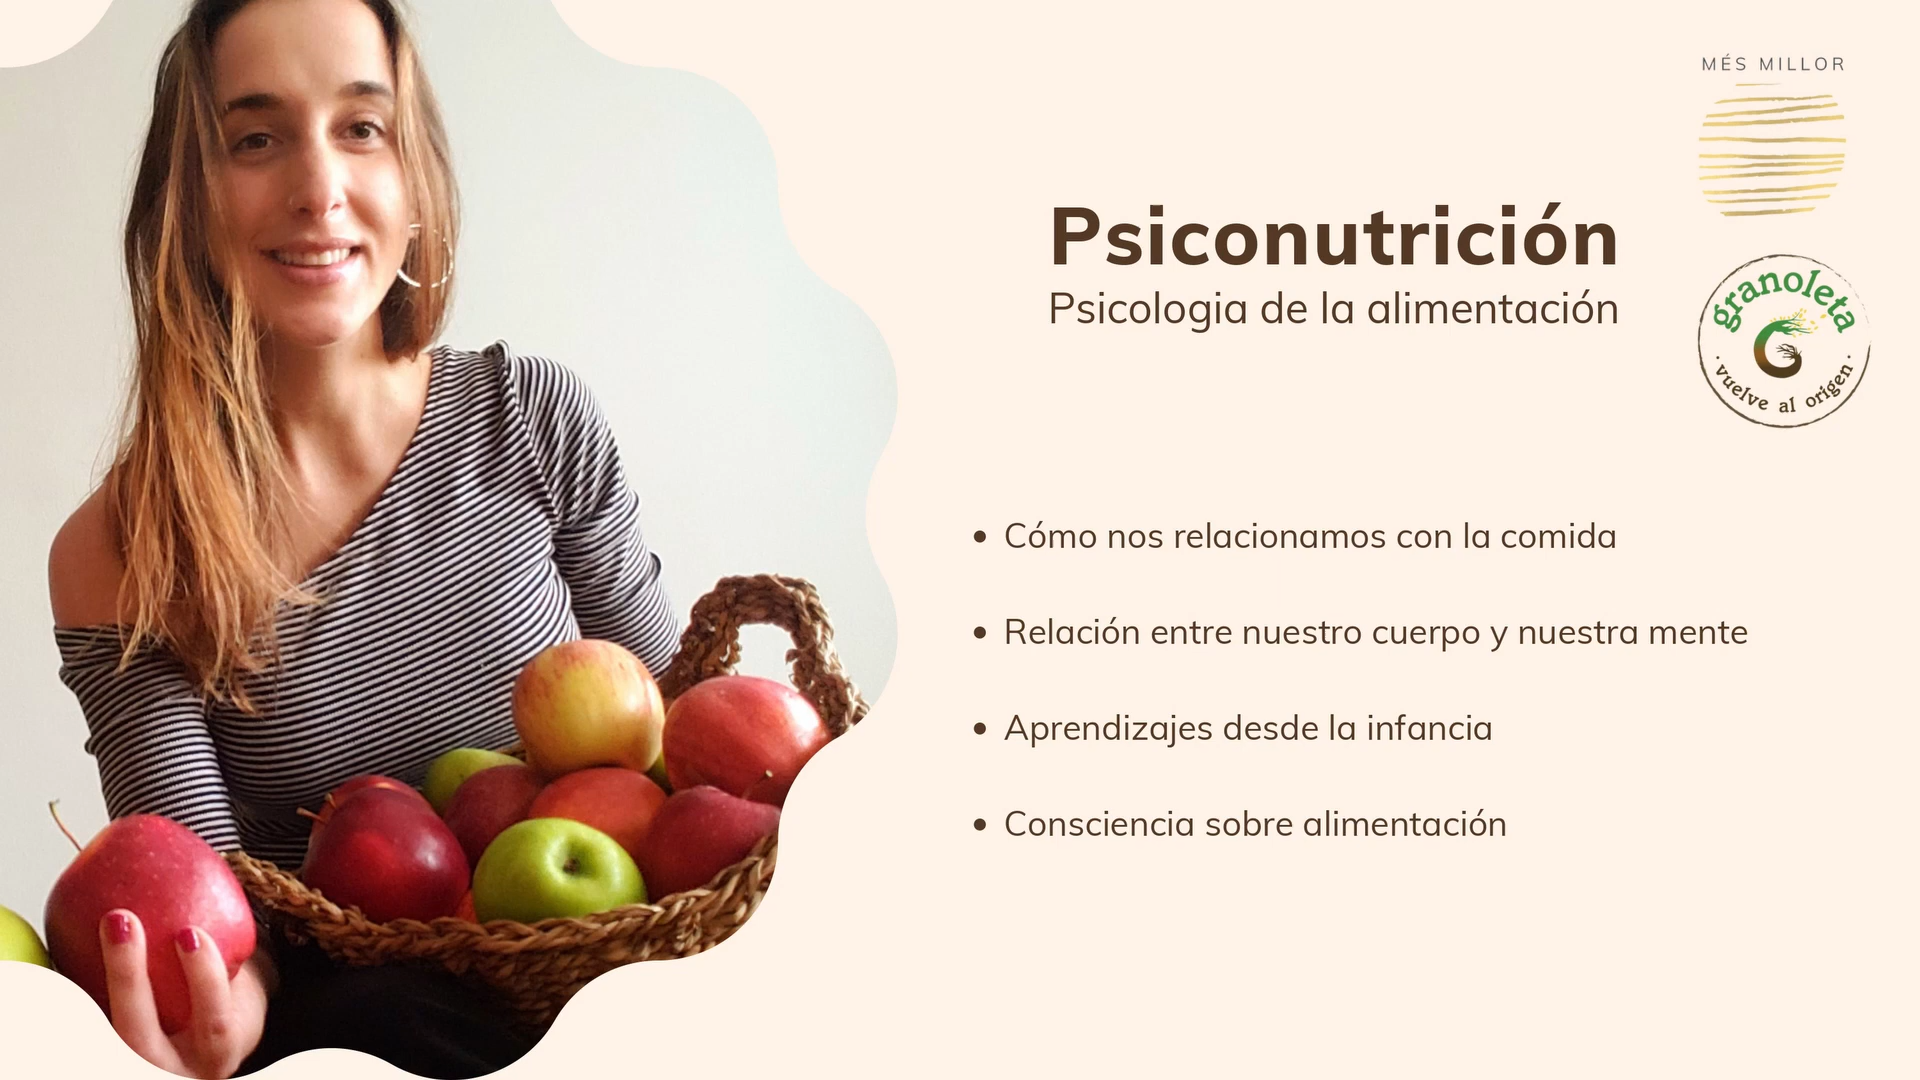 MÉS MILLOR
Psiconutrición
Psicologia de la alimentación
granoleta
· vuelve al origen ·
• Cómo nos relacionamos con la comida
• Relación entre nuestro cuerpo y nuestra mente
• Aprendizajes desde la infancia
• Consciencia sobre alimentación